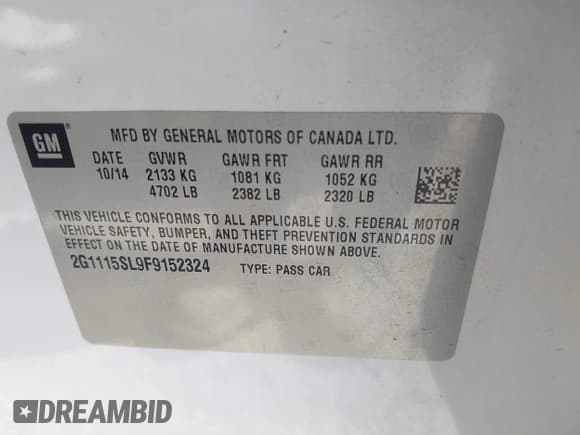 GM
MFD BY GENERAL MOTORS OF CANADA LTD.
DATE GVWR GAWR FRT GAWR RR
10/14 2133 KG 1081 KG 1052 KG
4702 LB 2382 LB 2320 LB
THIS VEHICLE CONFORMS TO ALL APPLICABLE U.S. FEDERAL MOTOR
VEHICLE SAFETY, BUMPER, AND THEFT PREVENTION STANDARDS IN
EFFECT ON THE DATE OF MANUFACTURE SHOWN ABOVE.
2G1115SL9F9152324 TYPE: PASS CAR
DREAMBID